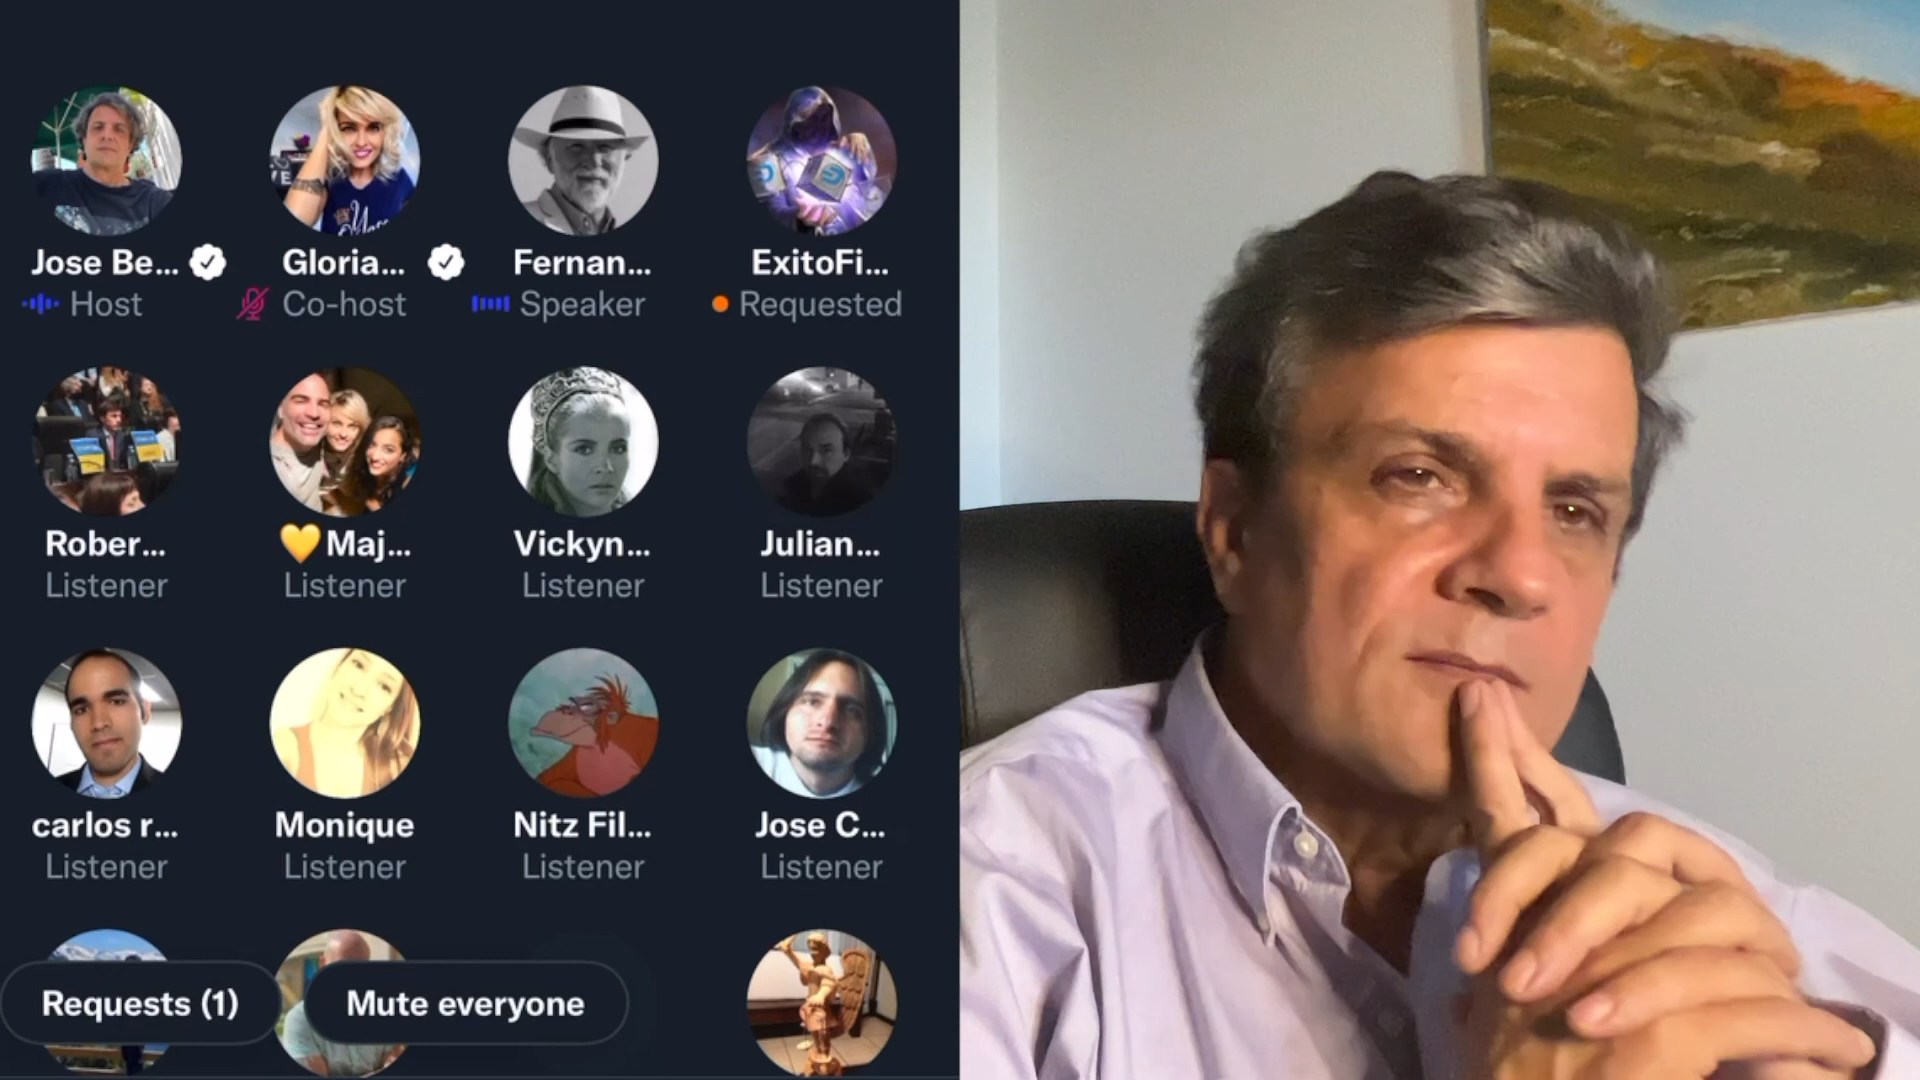 Jose Be... Gloria... Fernan... ExitoFi...
Host Co-host Speaker Requested
Rober... 💛 Maj... Vickyn... Julian...
Listener Listener Listener Listener
carlos r... Monique Nitz Fil... Jose C...
Listener Listener Listener Listener
Requests (1) Mute everyone